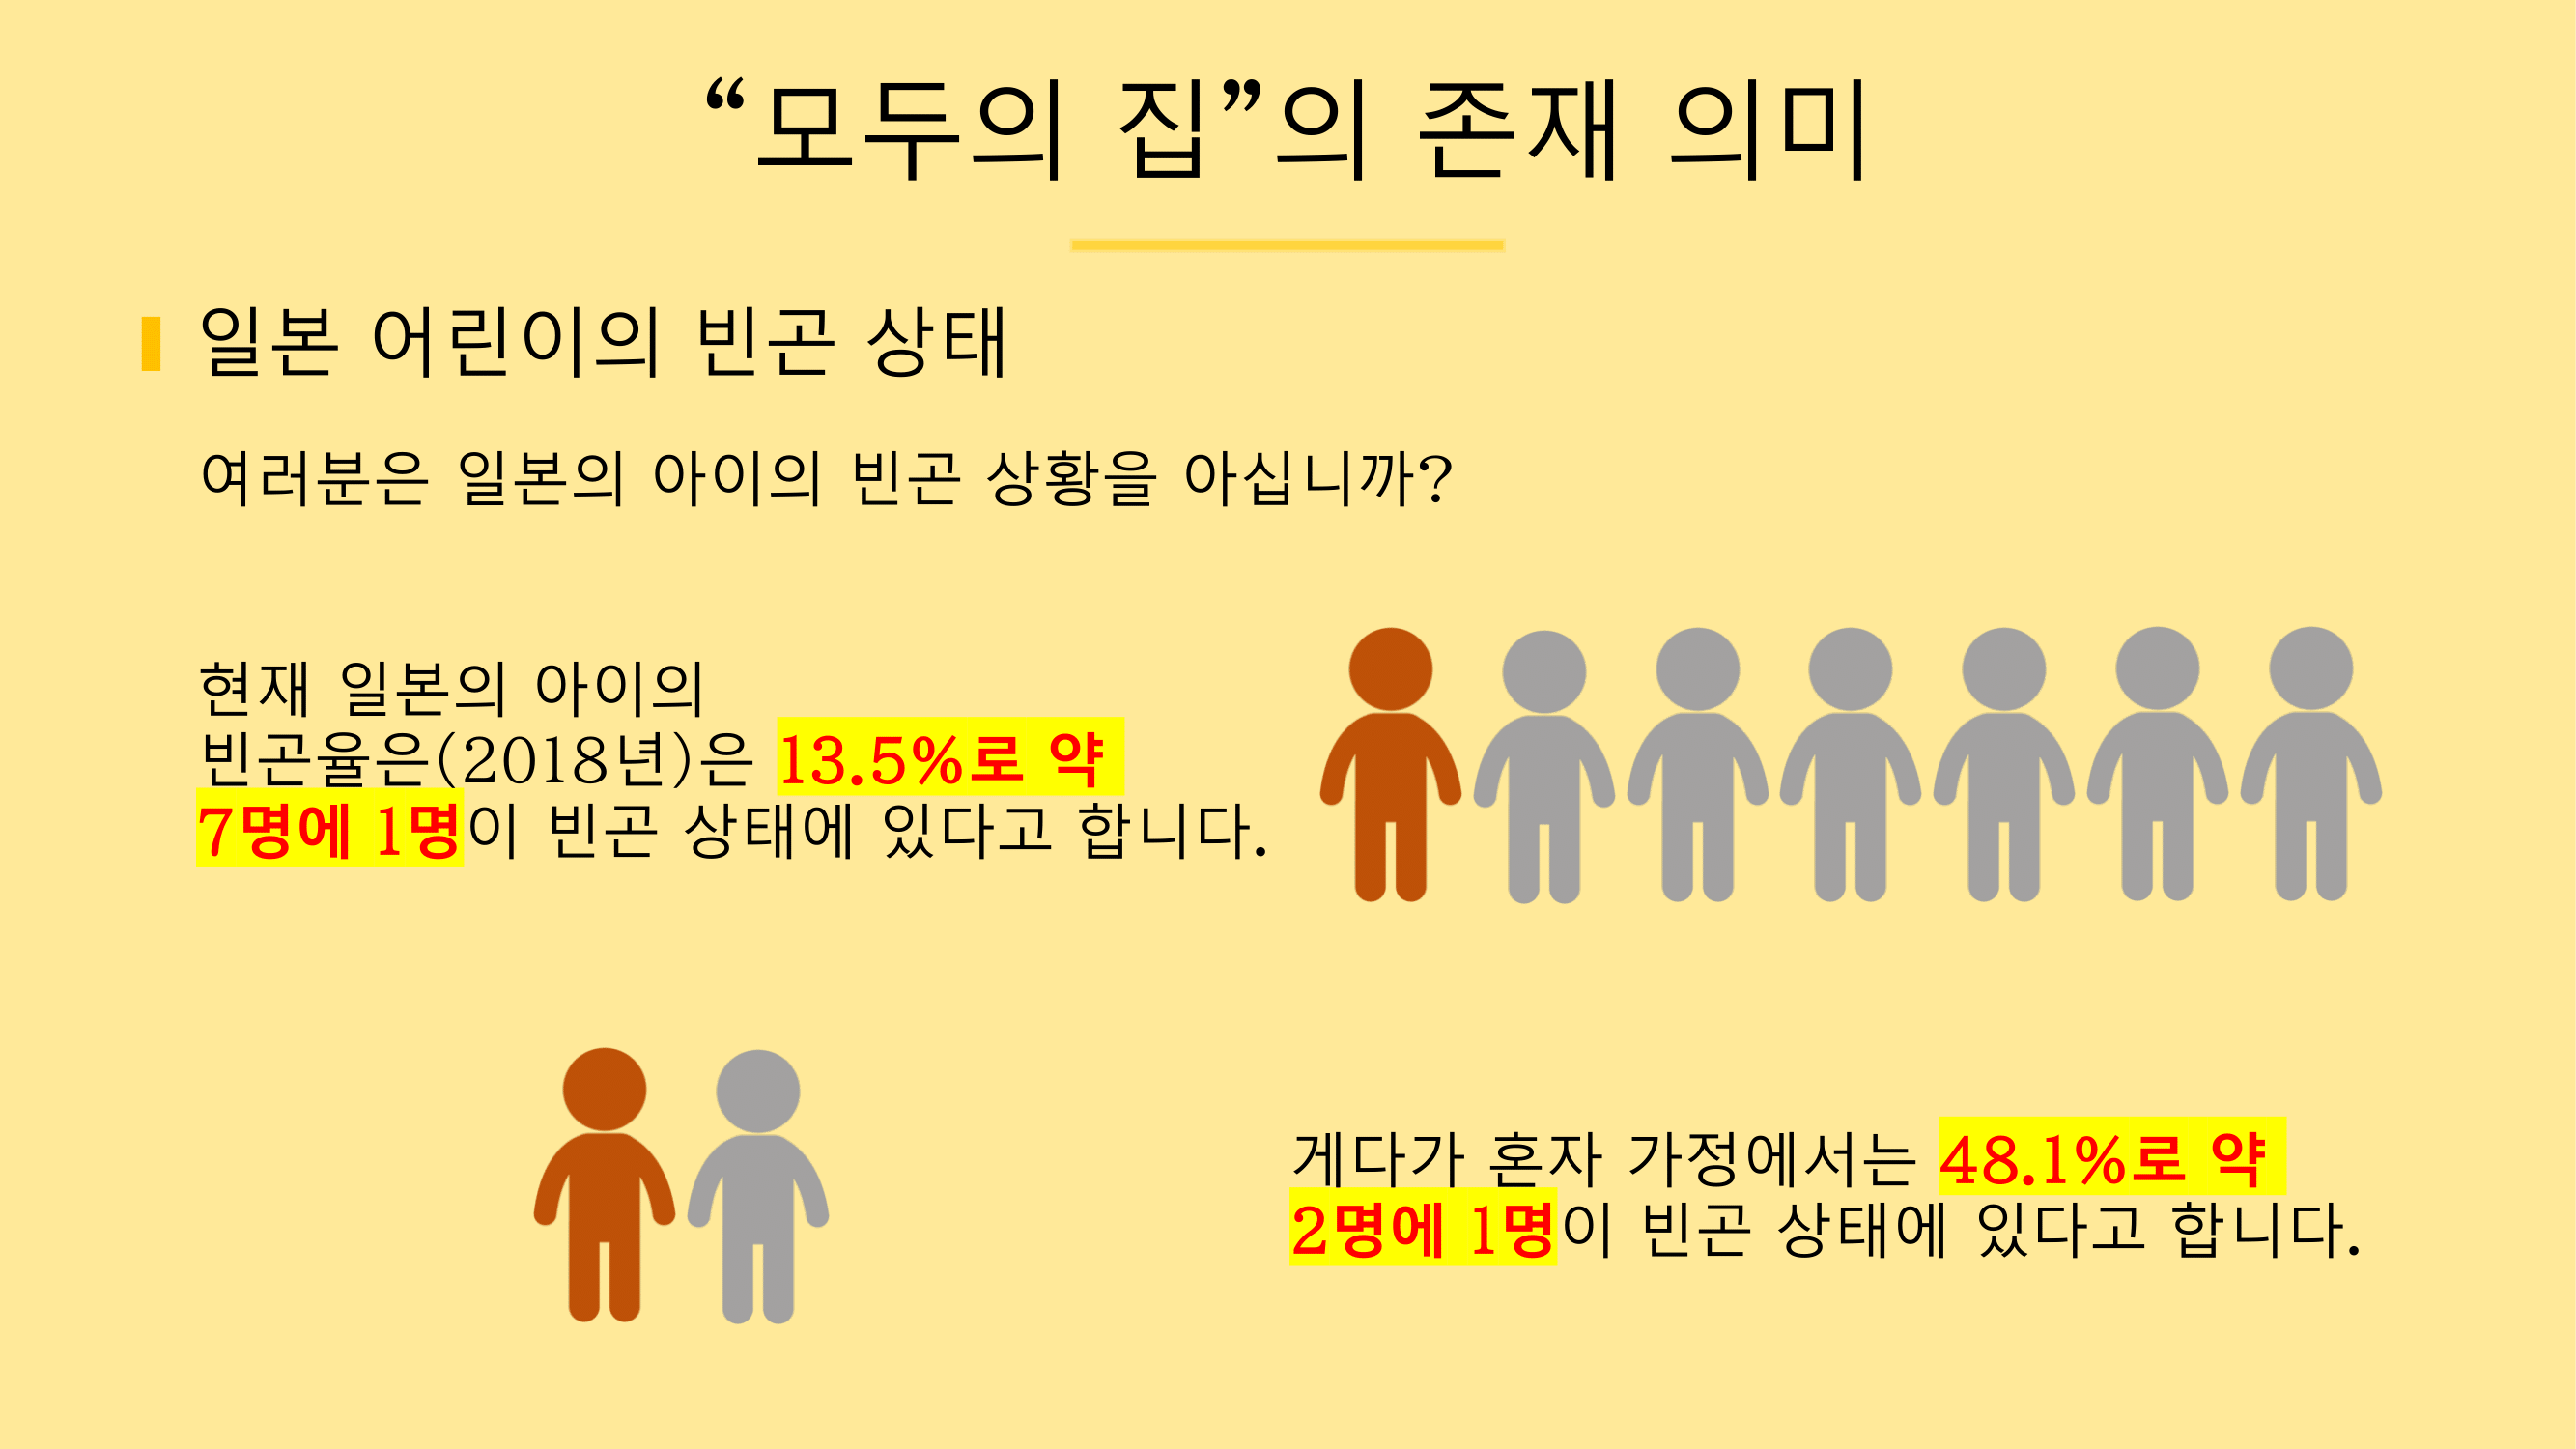 “모두의 집”의 존재 의미
일본 어린이의 빈곤 상태
여러분은 일본의 아이의 빈곤 상황을 아십니까?
현재 일본의 아이의
빈곤율은(2018년)은 13.5%로 약
7명에 1명이 빈곤 상태에 있다고 합니다.
게다가 혼자 가정에서는 48.1%로 약
2명에 1명이 빈곤 상태에 있다고 합니다.